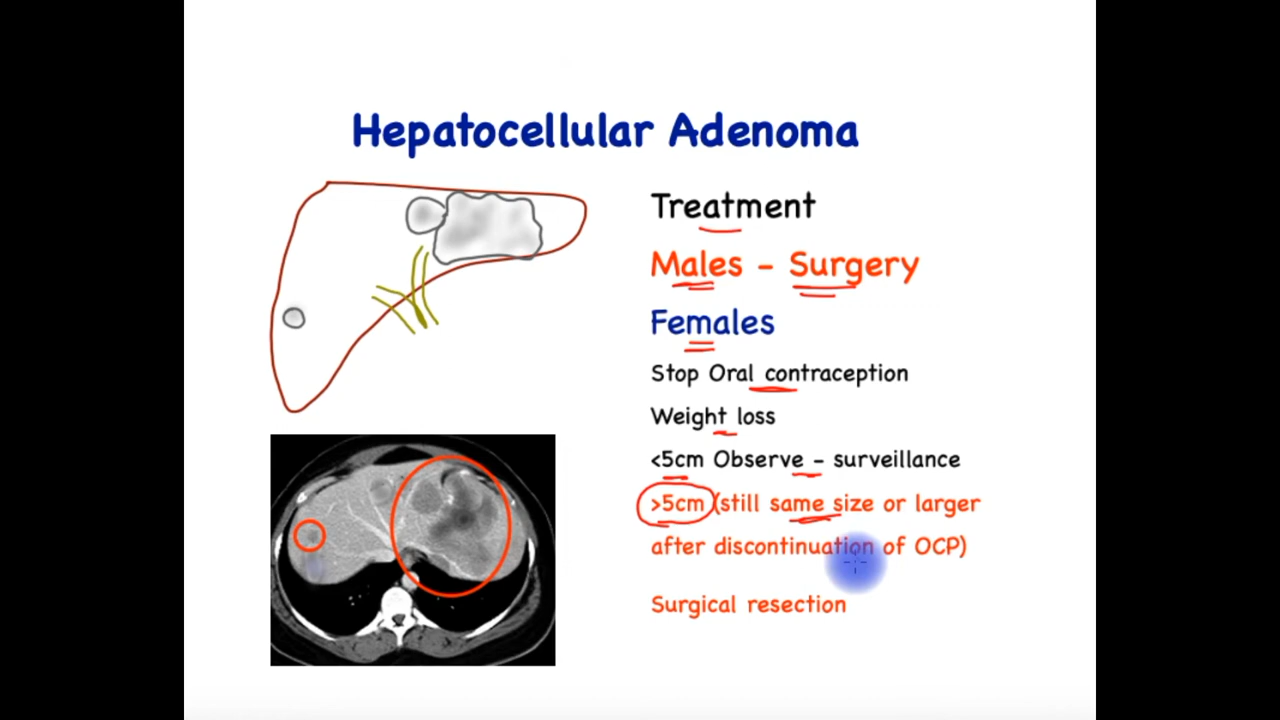 Hepatocellular Adenoma
Treatment
Males - Surgery
Females
Stop Oral contraception
Weight loss
<5cm Observe - surveillance
>5cm (still same size or larger
after discontinuation of OCP)
Surgical resection